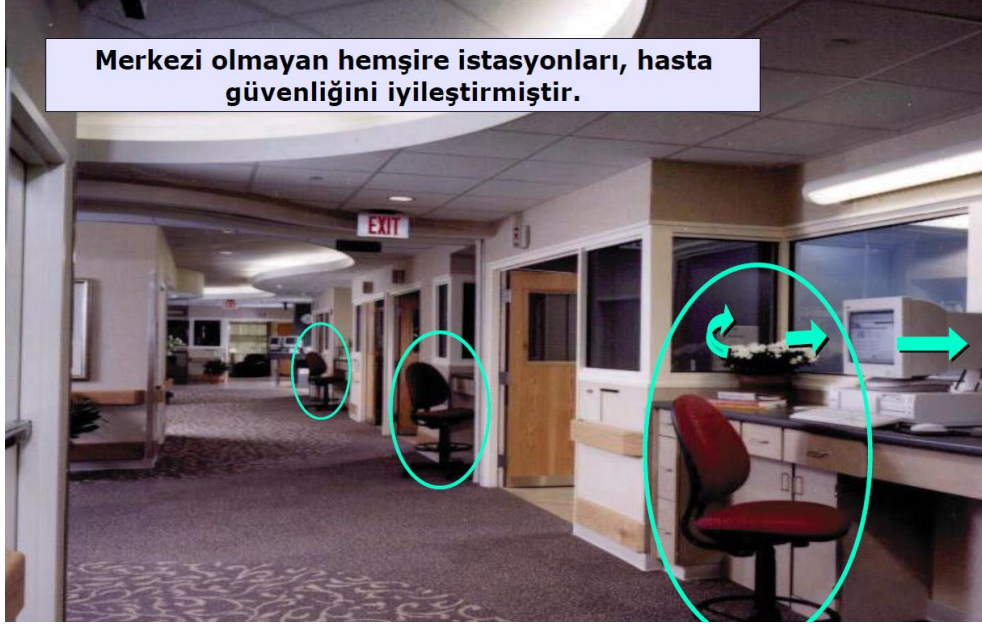 Merkezi olmayan hemşire istasyonları, hasta
güvenliğini iyileştirmiştir.
EXIT